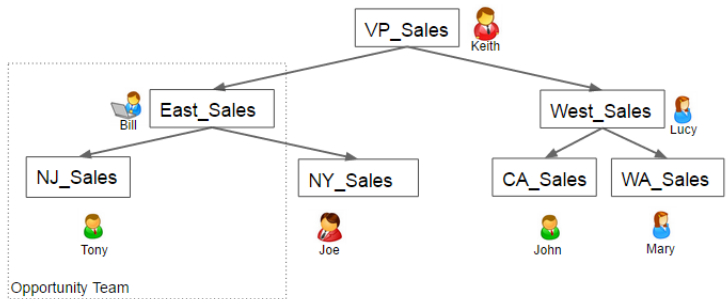 VP_Sales
Keith
East_Sales
Bill
West_Sales
Lucy
NJ_Sales
NY_Sales
CA_Sales
WA_Sales
Tony
Joe
John
Mary
Opportunity Team